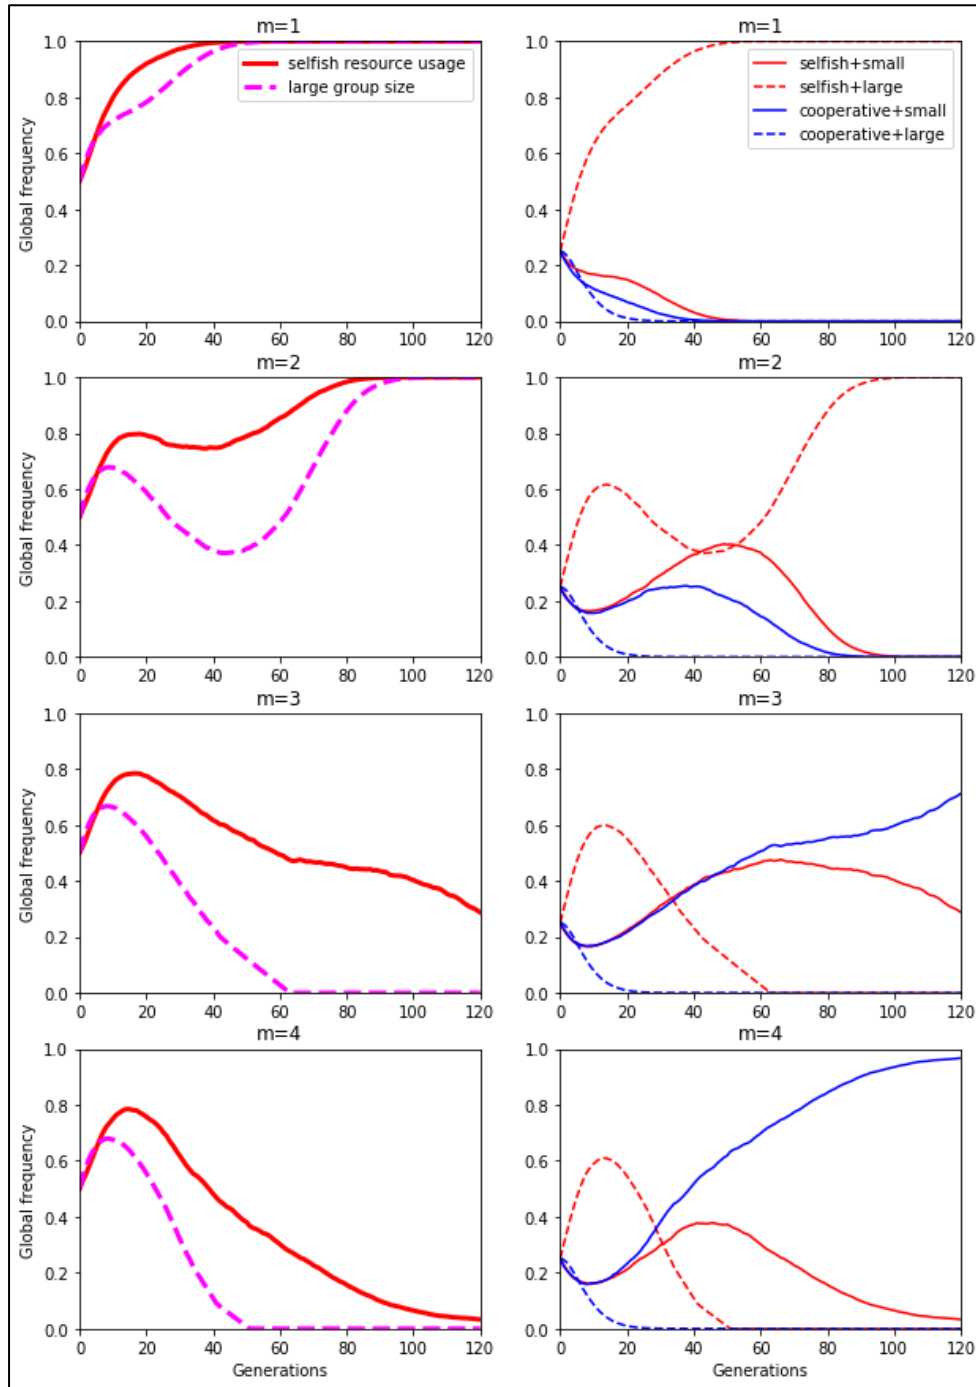 m=1
m=1
1.0
0.8
0.6
0.4
0.2
0.0
Global frequency
selfish resource usage
large group size
0 20 40 60 80 100 120
1.0
0.8
0.6
0.4
0.2
0.0
selfish+small
selfish+large
cooperative+small
cooperative+large
0 20 40 60 80 100 120
m=2
m=2
1.0
0.8
0.6
0.4
0.2
0.0
Global frequency
0 20 40 60 80 100 120
1.0
0.8
0.6
0.4
0.2
0.0
0 20 40 60 80 100 120
m=3
m=3
1.0
0.8
0.6
0.4
0.2
0.0
Global frequency
0 20 40 60 80 100 120
1.0
0.8
0.6
0.4
0.2
0.0
0 20 40 60 80 100 120
m=4
m=4
1.0
0.8
0.6
0.4
0.2
0.0
Global frequency
0 20 40 60 80 100 120
Generations
1.0
0.8
0.6
0.4
0.2
0.0
0 20 40 60 80 100 120
Generations